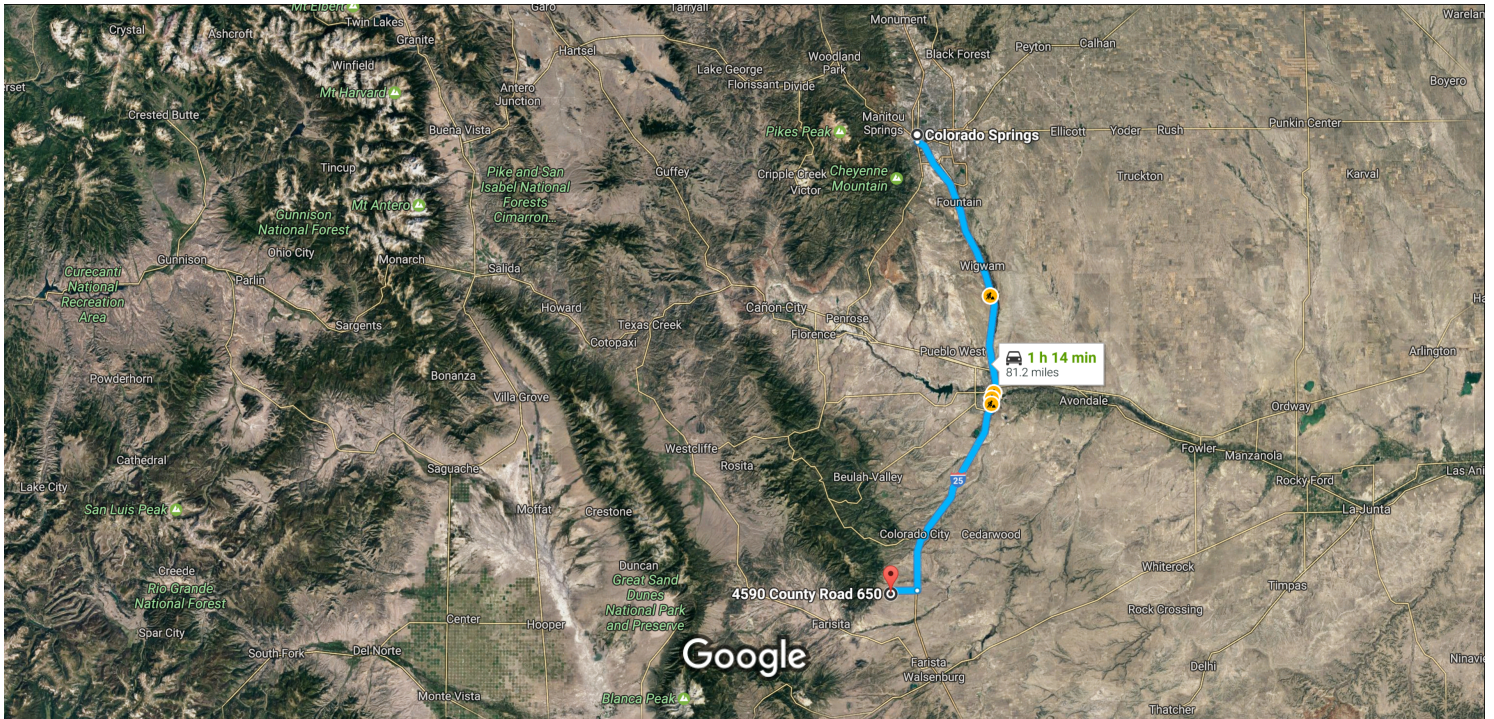 Mt Elbert
Garo
Tarryall
Monument
Warelan
Crystal
Ashcroft
Twin Lakes
Granite
Hartsel
Woodland
Park
Black Forest
Peyton
Calhan
Winfield
Lake George
Florissant
Divide
Boyero
erset
Mt Harvard
Antero
Junction
Crested Butte
Manitou
Springs
Buena Vista
Pikes Peak
Colorado Springs
Ellicott
Yoder
Rush
Punkin Center
Tincup
Pike and San
Isabel National
Forests
Cimarron...
Guffey
Cripple Creek
Victor
Cheyenne
Mountain
Truckton
Karval
Mt Antero
Gunnison
National Forest
Fountain
Gunnison
Ohio City
Monarch
Salida
Wigwam
Curecanti
National
Recreation
Area
Parlin
Howard
Cañon City
Penrose
Ha
Sargents
Texas Creek
Florence
Cotopaxi
Pueblo West
1 h 14 min
81.2 miles
Arlington
Powderhorn
Bonanza
Villa Grove
Avondale
Ordway
Westcliffe
Rosita
Fowler
Manzanola
Cathedral
Saguache
Beulah Valley
25
Rocky Ford
Las Ani
Lake City
San Luis Peak
Moffat
Crestone
La Junta
Colorado City
Cedarwood
Creede
Rio Grande
National Forest
Duncan
Great Sand
Dunes
National Park
and Preserve
4590 County Road 650
Whiterock
Timpas
Rock Crossing
Spar City
Center
Hooper
Farisita
South Fork
Del Norte
Google
Farista
Walsenburg
Delhi
Ninavie
Monte Vista
Blanca Peak
Thatcher